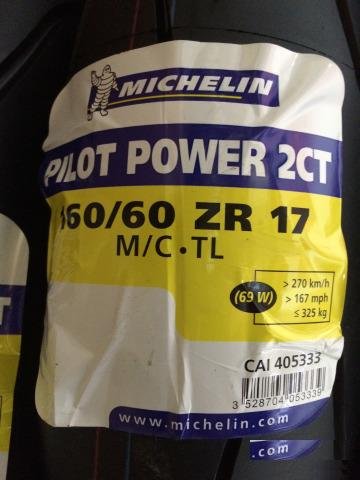 MICHELIN
PILOT POWER 2CT
160/60 ZR 17
M/C•TL
(69 W)
> 270 km/h
> 167 mph
≤ 325 kg
CAI 405333
3 528704 053339
www.michelin.com
.com
T